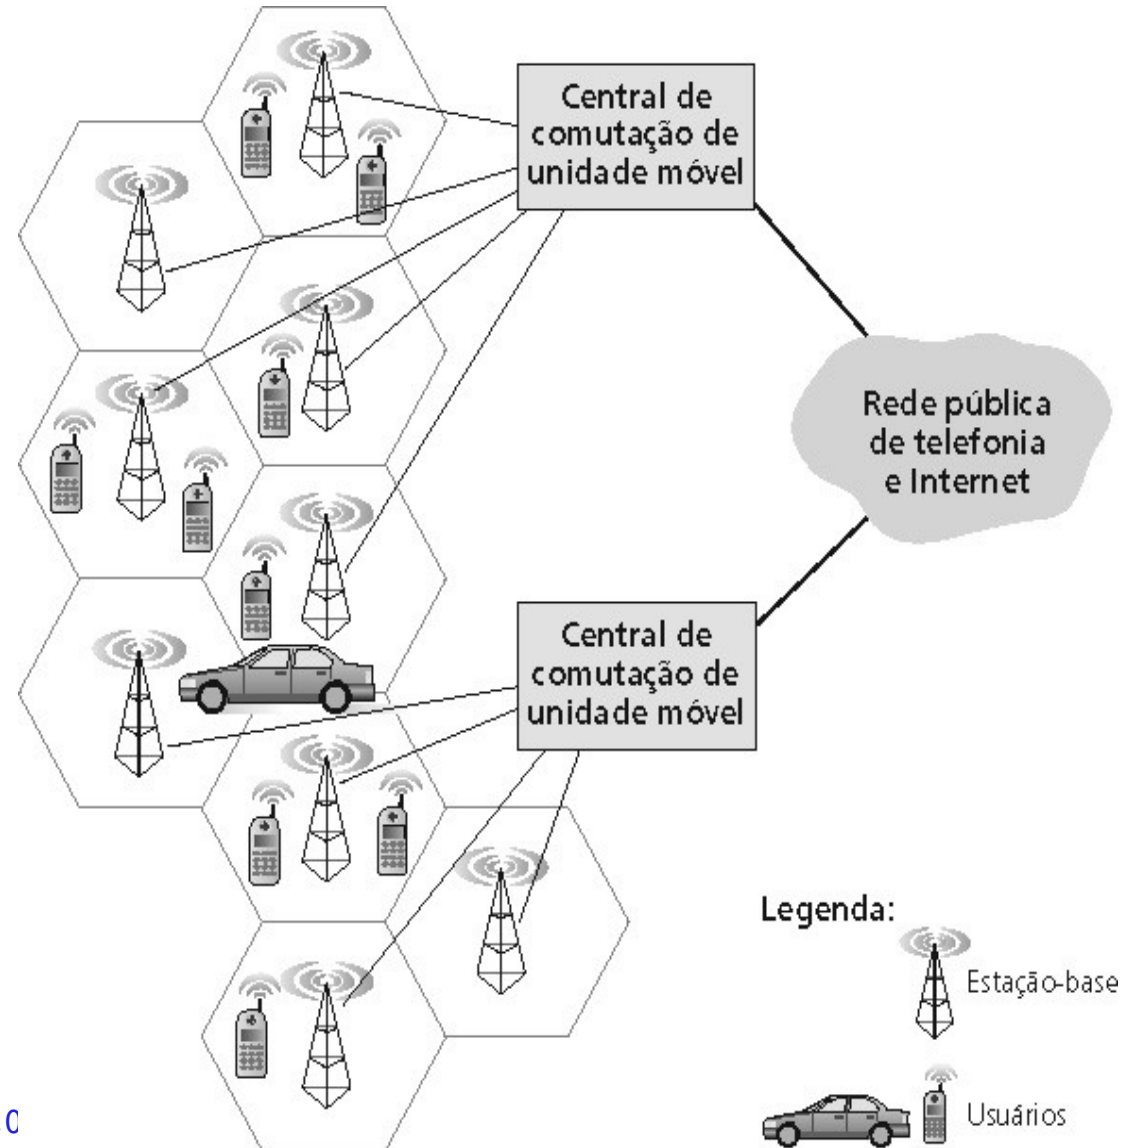 Central de
comutação de
unidade móvel
Rede pública
de telefonia
e Internet
Central de
comutação de
unidade móvel
Legenda:
Estação-base
Usuários